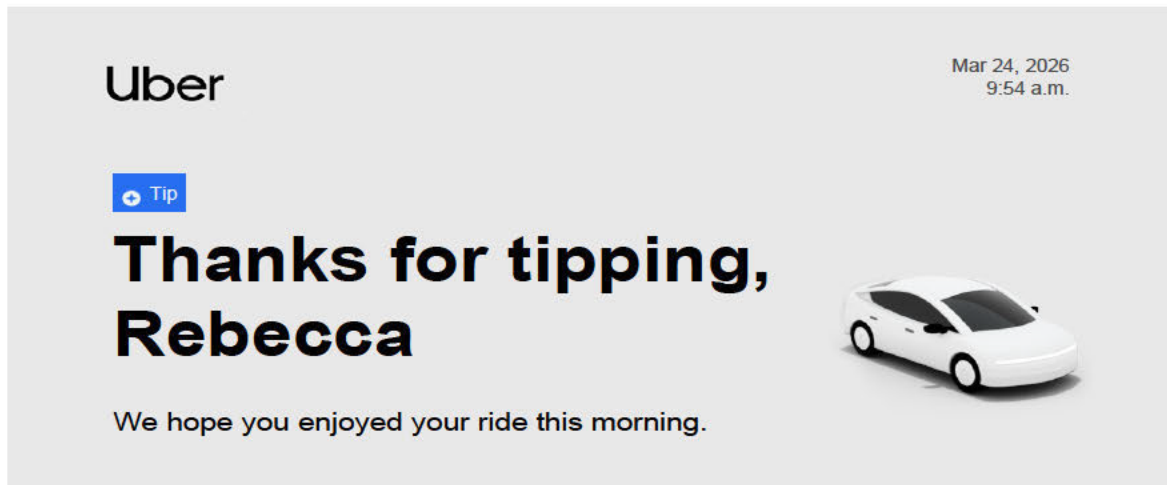 Uber
Mar 24, 2026
9:54 a.m.
Tip
Thanks for tipping,
Rebecca
We hope you enjoyed your ride this morning.